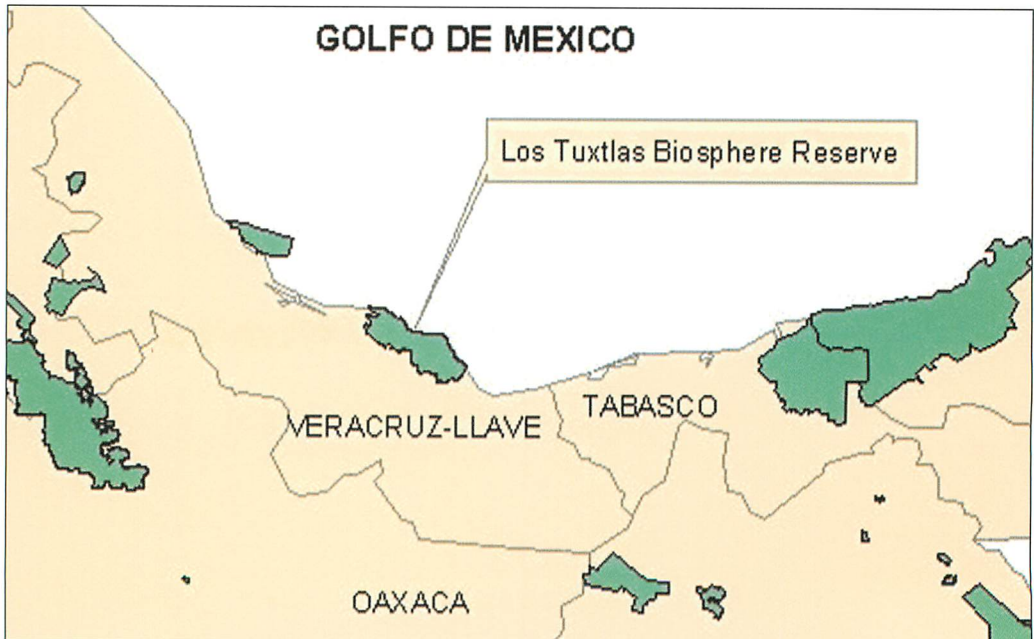 GOLFO DE MEXICO
Los Tuxtlas Biosphere Reserve
TABASCO
VERACRUZ-LLAVE
OAXACA